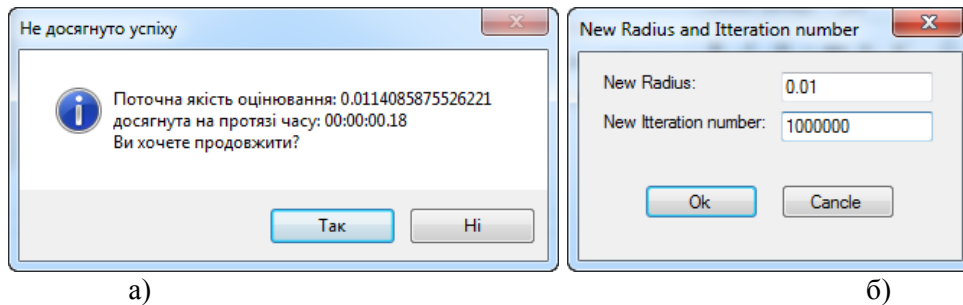 Не досягнуто успіху
Поточна якість оцінювання: 0.0114085875526221
досягнута на протязі часу: 00:00:00.18
Ви хочете продовжити?
Так
Ні
а)
New Radius and Itteration number
New Radius:
0.01
New Itteration number:
1000000
Ok
Cancle
б)